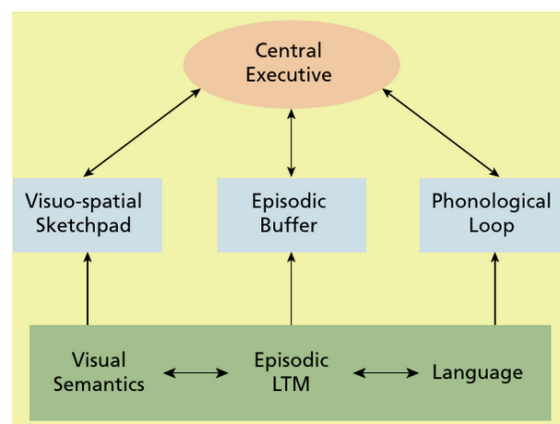 Central
Executive
Visuo-spatial
Sketchpad
Episodic
Buffer
Phonological
Loop
Visual
Semantics
Episodic
LTM
Language